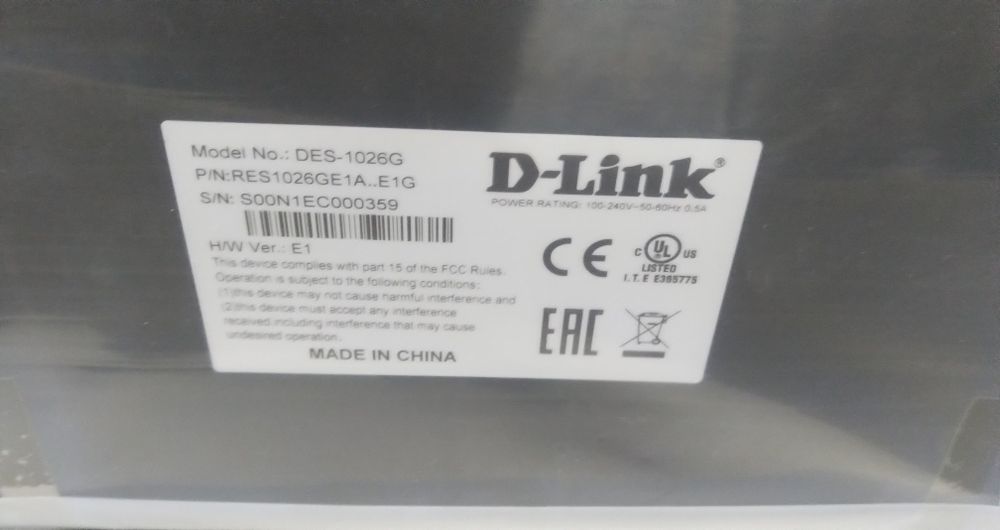 Model No.: DES-1026G
P/N:RES1026GE1A..E1G
S/N: S00N1EC000359
H/W Ver.: E1
This device complies with part 15 of the FCC Rules.
Operation is subject to the following conditions:
(1)this device may not cause harmful interference and
(2)this device must accept any interference
received,including interference that may cause
undesired operation.
MADE IN CHINA
D-Link®
POWER RATING: 100-240V~50-60Hz 0.5A
CE
C UL US
LISTED
I.T.E E365775
EAC